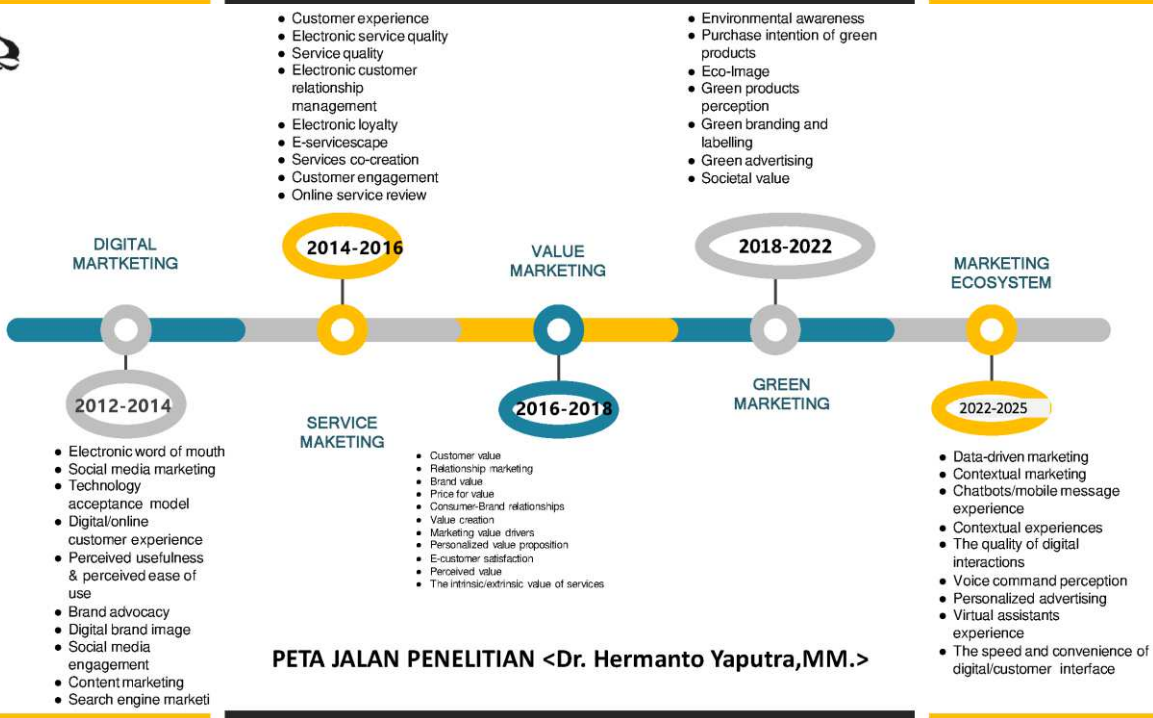 • Customer experience
• Electronic service quality
• Service quality
• Electronic customer
relationship
management
• Electronic loyalty
• E-servicescape
• Services co-creation
• Customer engagement
• Online service review
• Environmental awareness
• Purchase intention of green
products
• Eco-Image
• Green products
perception
• Green branding and
labelling
• Green advertising
• Societal value
DIGITAL
MARTKETING
2014-2016
VALUE
MARKETING
2018-2022
MARKETING
ECOSYSTEM
2012-2014
SERVICE
MAKETING
2016-2018
GREEN
MARKETING
2022-2025
• Electronic word of mouth
• Social media marketing
• Technology
acceptance model
• Digital/online
customer experience
• Perceived usefulness
& perceived ease of
use
• Brand advocacy
• Digital brand image
• Social media
engagement
• Content marketing
• Search engine marketi
• Customer value
• Relationship marketing
• Brand value
• Price for value
• Consumer-Brand relationships
• Value creation
• Marketing value drivers
• Personalized value proposition
• E-customer satisfaction
• Perceived value
• The intrinsic/extrinsic value of services
• Data-driven marketing
• Contextual marketing
• Chatbots/mobile message
experience
• Contextual experiences
• The quality of digital
interactions
• Voice command perception
• Personalized advertising
• Virtual assistants
experience
• The speed and convenience of
digital/customer interface
PETA JALAN PENELITIAN <Dr. Hermanto Yaputra,MM.>